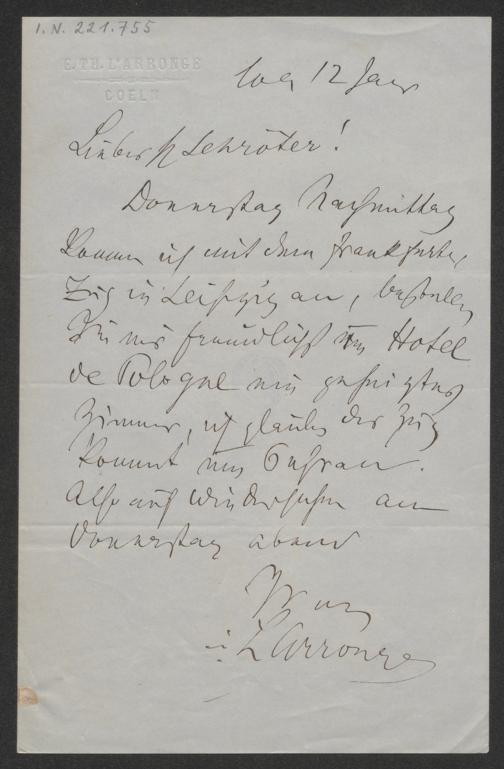 I. N. 221.755
E. TH. L'ARRONGE
COELN
12 Jan
Lieber H Schröter!
Donnerstag Nachmittag
komme ich mit dem Frankfurter
Zug in Leipzig an, bestellen
Sie mir freundlichst im Hotel
de Pologne ein geheiztes
Zimmer, ich glaube der Zug
kommt um 6 Uhr an.
Also auf Wiedersehen am
Donnerstag abend
L'Arronge